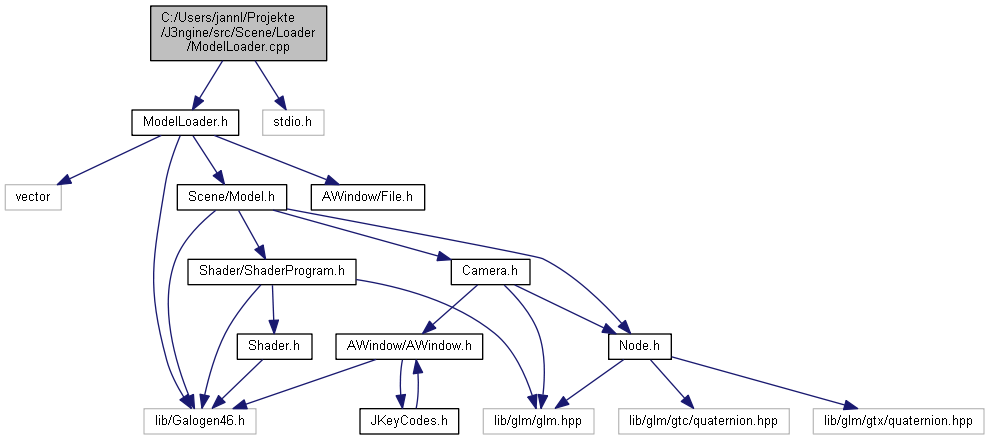 C:/Users/jannl/Projekte
/J3ngine/src/Scene/Loader
/ModelLoader.cpp
ModelLoader.h
stdio.h
vector
Scene/Model.h
AWindow/File.h
Shader/ShaderProgram.h
Camera.h
Shader.h
AWindow/AWindow.h
Node.h
lib/Galogen46.h
JKeyCodes.h
lib/glm/glm.hpp
lib/glm/gtc/quaternion.hpp
lib/glm/gtx/quaternion.hpp